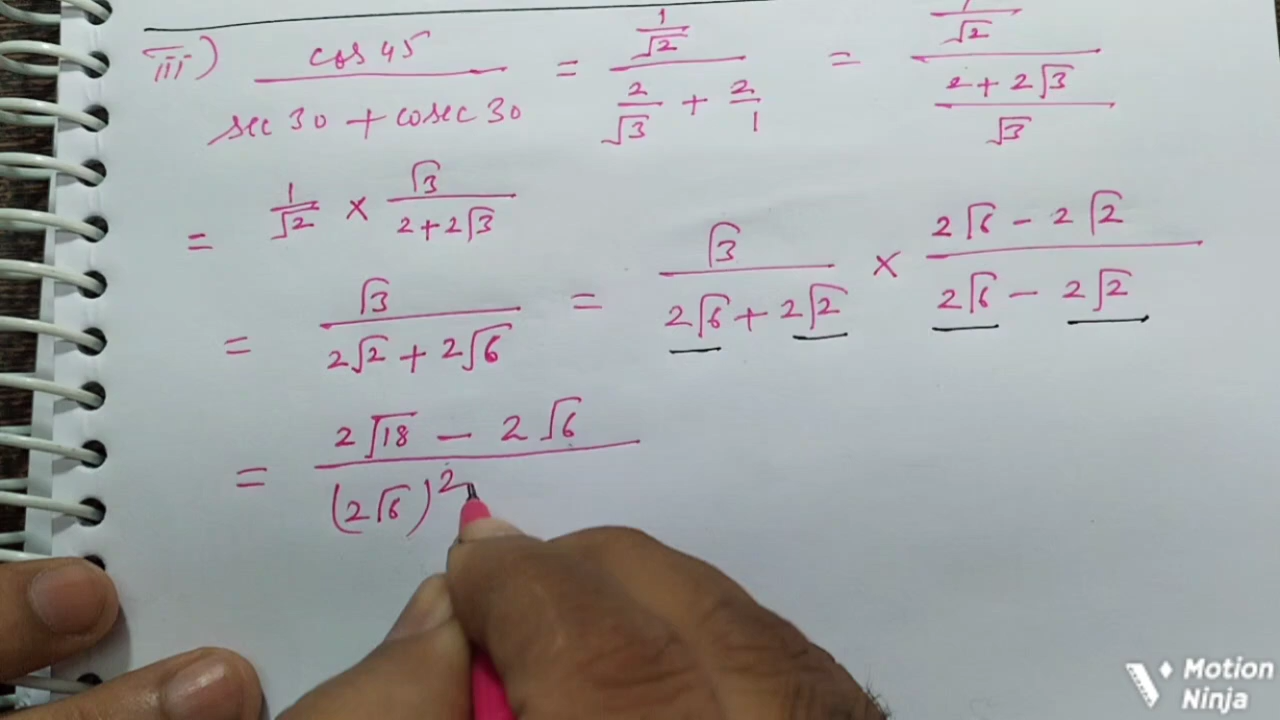 iii) cos 45 / sec 30 + cosec 30 = 1/√2 / 2/√3 + 2/1 = 1/√2 / 2 + 2√3 / √3
= 1/√2 × √3 / 2 + 2√3
= √3 / 2√2 + 2√6 = √3 / 2√6 + 2√2 × 2√6 - 2√2 / 2√6 - 2√2
= 2√18 - 2√6 / (2√6)²
Motion
Ninja